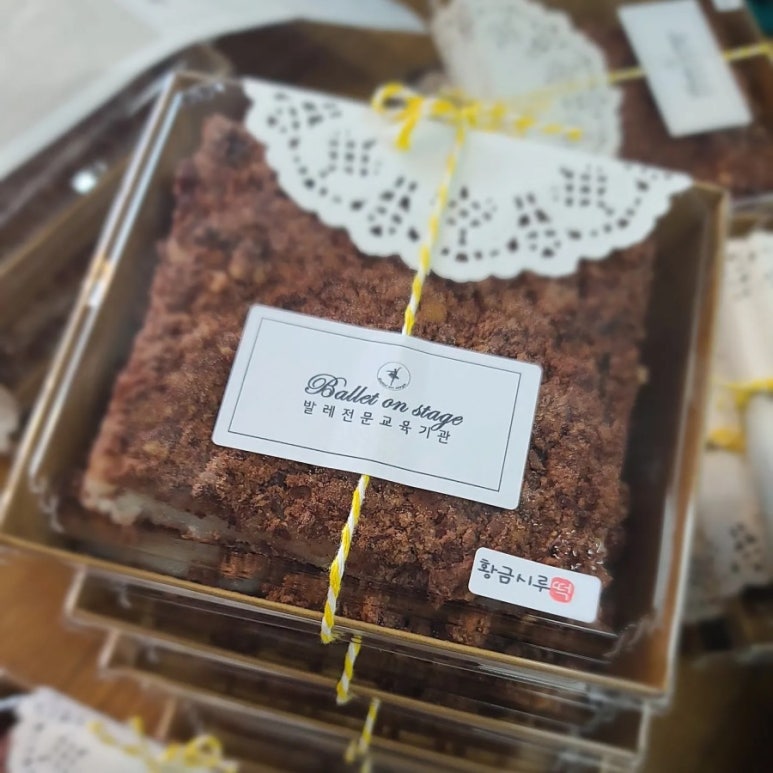 Ballet on stage
발레전문교육기관
황금시루떡